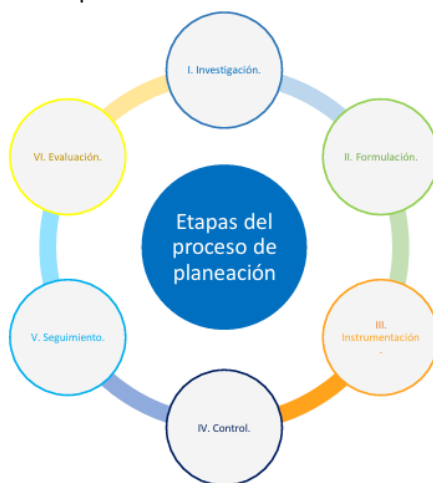 I. Investigación.
II. Formulación.
III.
Instrumentación
.
IV. Control.
V. Seguimiento.
VI. Evaluación.
Etapas del
proceso de
planeación